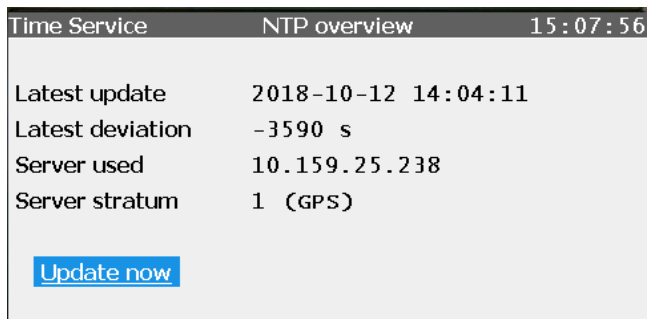 Time Service NTP overview 15:07:56
Latest update 2018-10-12 14:04:11
Latest deviation -3590 s
Server used 10.159.25.238
Server stratum 1 (GPS)
Update now